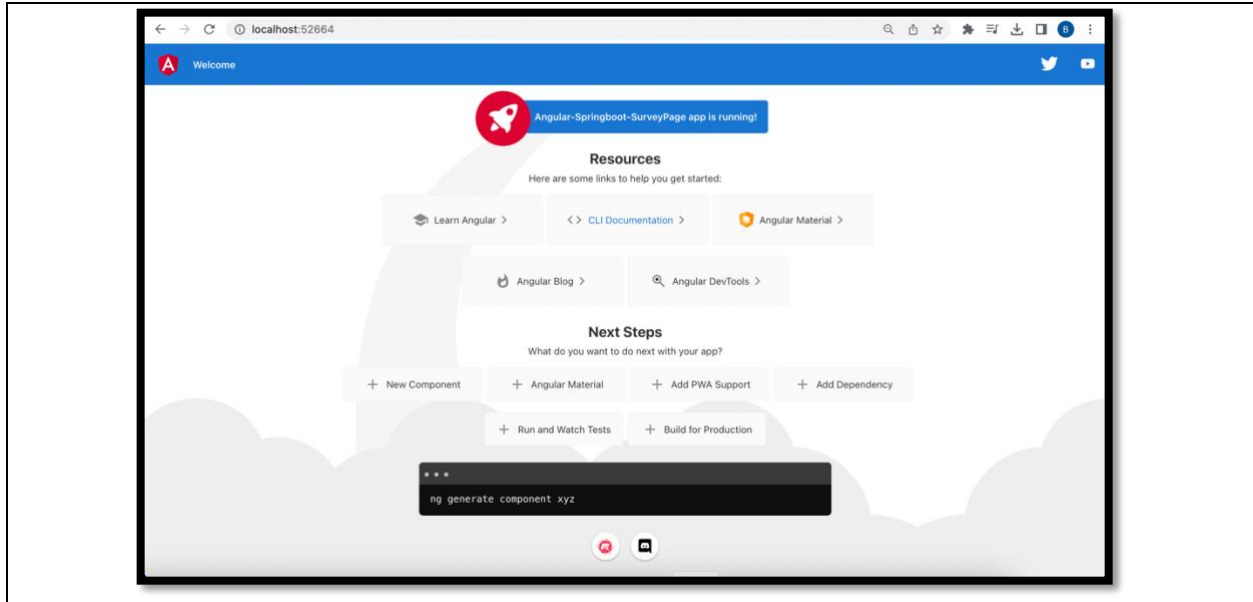 localhost:52664
B
Welcome
Angular-Springboot-SurveyPage app is running!
Resources
Here are some links to help you get started:
Learn Angular
CLI Documentation
Angular Material
Angular Blog
Angular DevTools
Next Steps
What do you want to do next with your app?
New Component
Angular Material
Add PWA Support
Add Dependency
Run and Watch Tests
Build for Production
ng generate component xyz